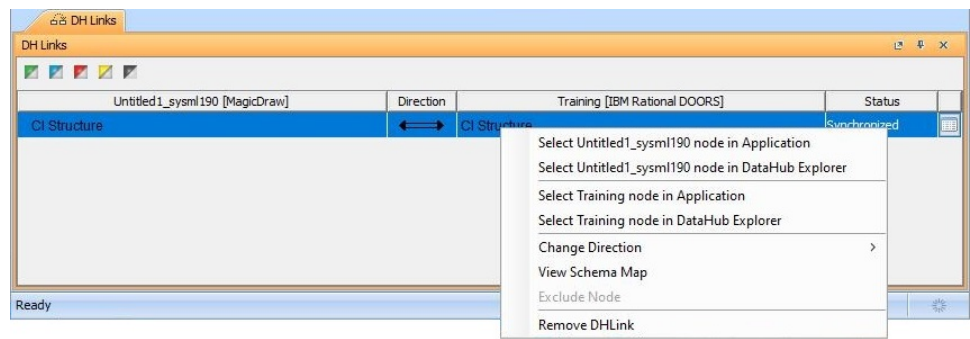 DH Links
DH Links
Untitled1_sysml190 [MagicDraw] Direction Training [IBM Rational DOORS] Status
CI Structure CI Structure Synchronized
Select Untitled1_sysml190 node in Application
Select Untitled1_sysml190 node in DataHub Explorer
Select Training node in Application
Select Training node in DataHub Explorer
Change Direction
View Schema Map
Exclude Node
Ready
Remove DHLink